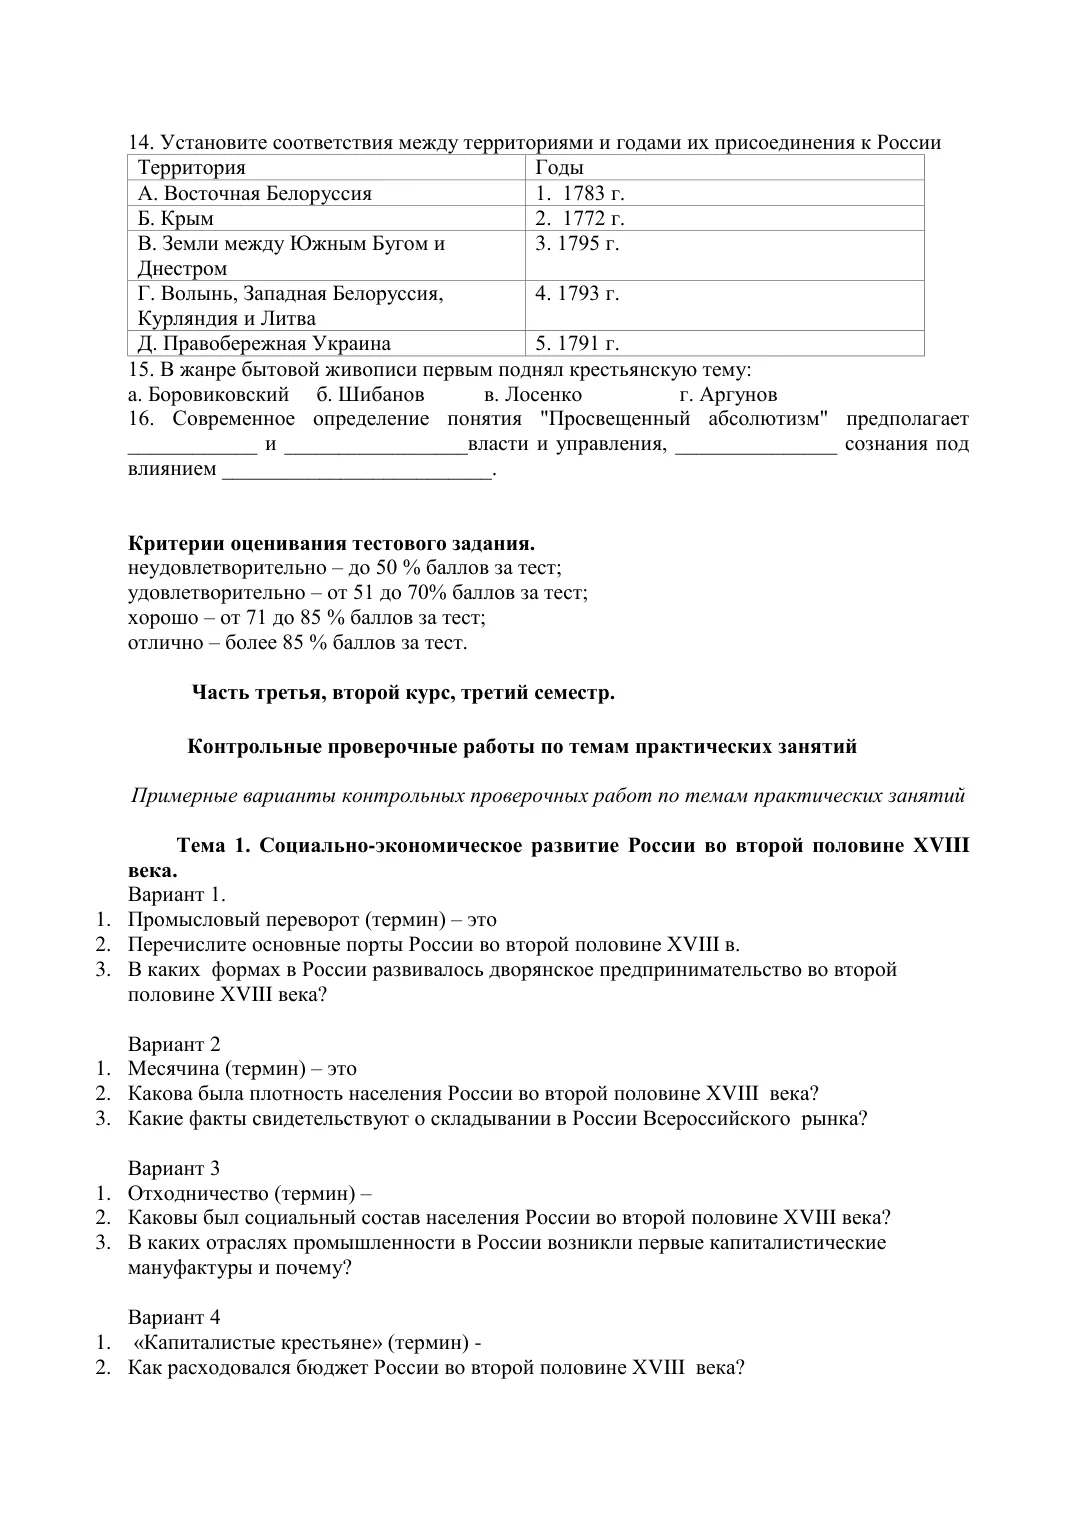 14. Установите соответствия между территориями и годами их присоединения к России
Территория Годы
А. Восточная Белоруссия 1. 1783 г.
Б. Крым 2. 1772 г.
В. Земли между Южным Бугом и 3. 1795 г.
Днестром
Г. Волынь, Западная Белоруссия, 4. 1793 г.
Курляндия и Литва
Д. Правобережная Украина 5. 1791 г.
15. В жанре бытовой живописи первым поднял крестьянскую тему:
а. Боровиковский б. Шибанов в. Лосенко г. Аргунов
16. Современное определение понятия "Просвещенный абсолютизм" предполагает
____________ и _________________власти и управления, _______________ сознания под
влиянием _________________________.
Критерии оценивания тестового задания.
неудовлетворительно – до 50 % баллов за тест;
удовлетворительно – от 51 до 70% баллов за тест;
хорошо – от 71 до 85 % баллов за тест;
отлично – более 85 % баллов за тест.
Часть третья, второй курс, третий семестр.
Контрольные проверочные работы по темам практических занятий
Примерные варианты контрольных проверочных работ по темам практических занятий
Тема 1. Социально-экономическое развитие России во второй половине XVIII
века.
Вариант 1.
1. Промысловый переворот (термин) – это
2. Перечислите основные порты России во второй половине XVIII в.
3. В каких формах в России развивалось дворянское предпринимательство во второй
половине XVIII века?
Вариант 2
1. Месячина (термин) – это
2. Какова была плотность населения России во второй половине XVIII века?
3. Какие факты свидетельствуют о складывании в России Всероссийского рынка?
Вариант 3
1. Отходничество (термин) –
2. Каковы был социальный состав населения России во второй половине XVIII века?
3. В каких отраслях промышленности в России возникли первые капиталистические
мануфактуры и почему?
Вариант 4
1. «Капиталистые крестьяне» (термин) -
2. Как расходовался бюджет России во второй половине XVIII века?